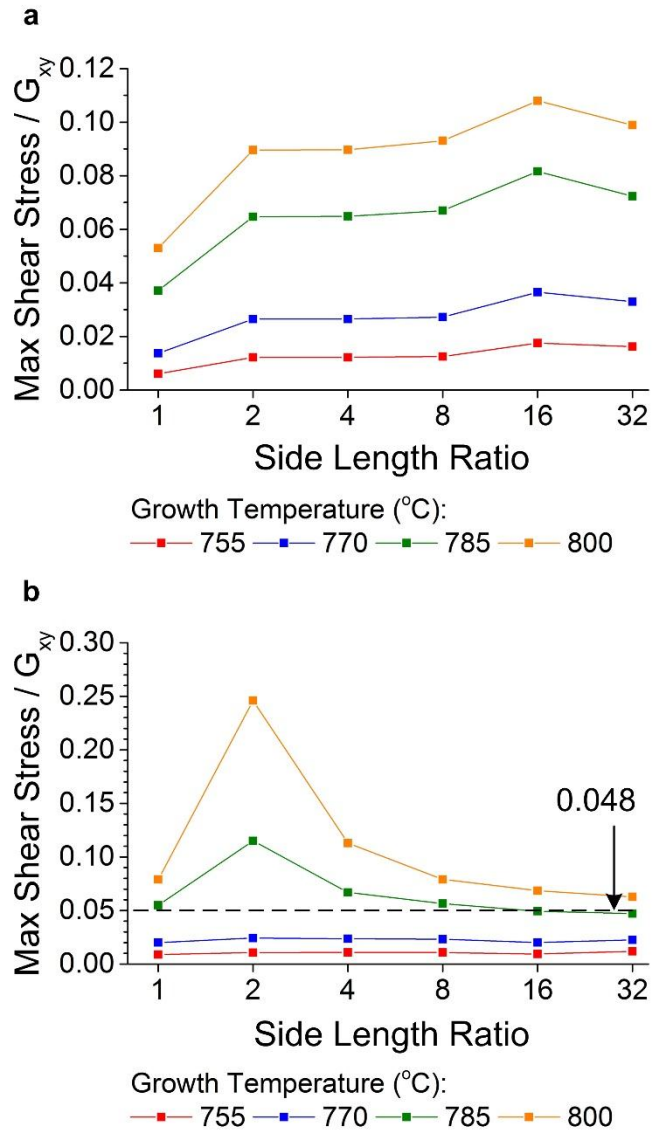 a
Max Shear Stress / Gxy
0.12
0.10
0.08
0.06
0.04
0.02
0.00
1 2 4 8 16 32
Side Length Ratio
Growth Temperature (°C):
755 770 785 800
b
Max Shear Stress / Gxy
0.30
0.25
0.20
0.15
0.10
0.05
0.00
0.048
1 2 4 8 16 32
Side Length Ratio
Growth Temperature (°C):
755 770 785 800